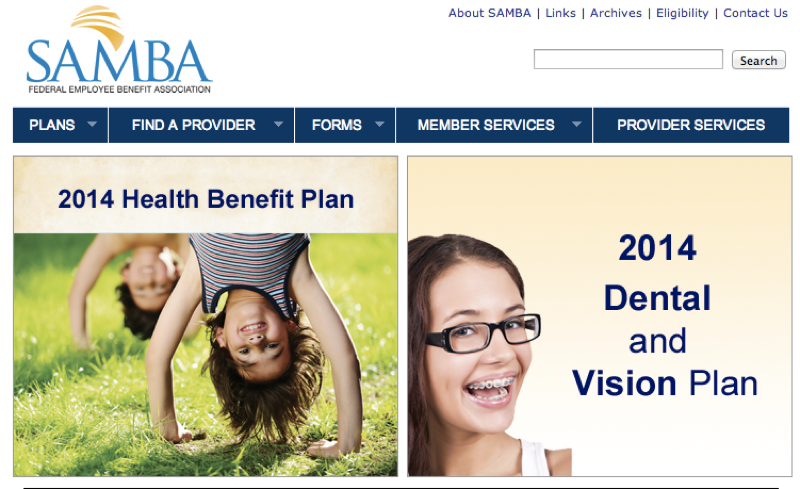 About SAMBA | Links | Archives | Eligibility | Contact Us
SAMBA
FEDERAL EMPLOYEE BENEFIT ASSOCIATION
Search
PLANS FIND A PROVIDER FORMS MEMBER SERVICES PROVIDER SERVICES
2014 Health Benefit Plan
2014
Dental
and
Vision Plan